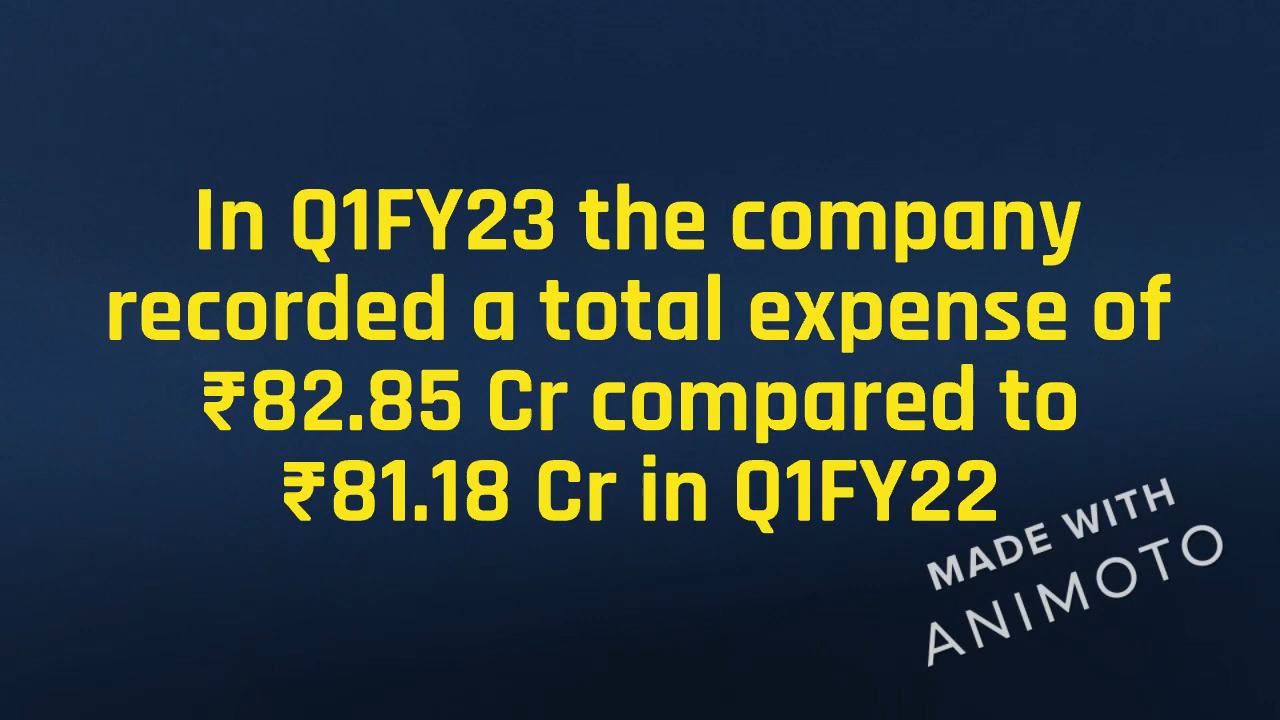 In Q1FY23 the company
recorded a total expense of
₹82.85 Cr compared to
₹81.18 Cr in Q1FY22
MADE WITH
ANIMOTO